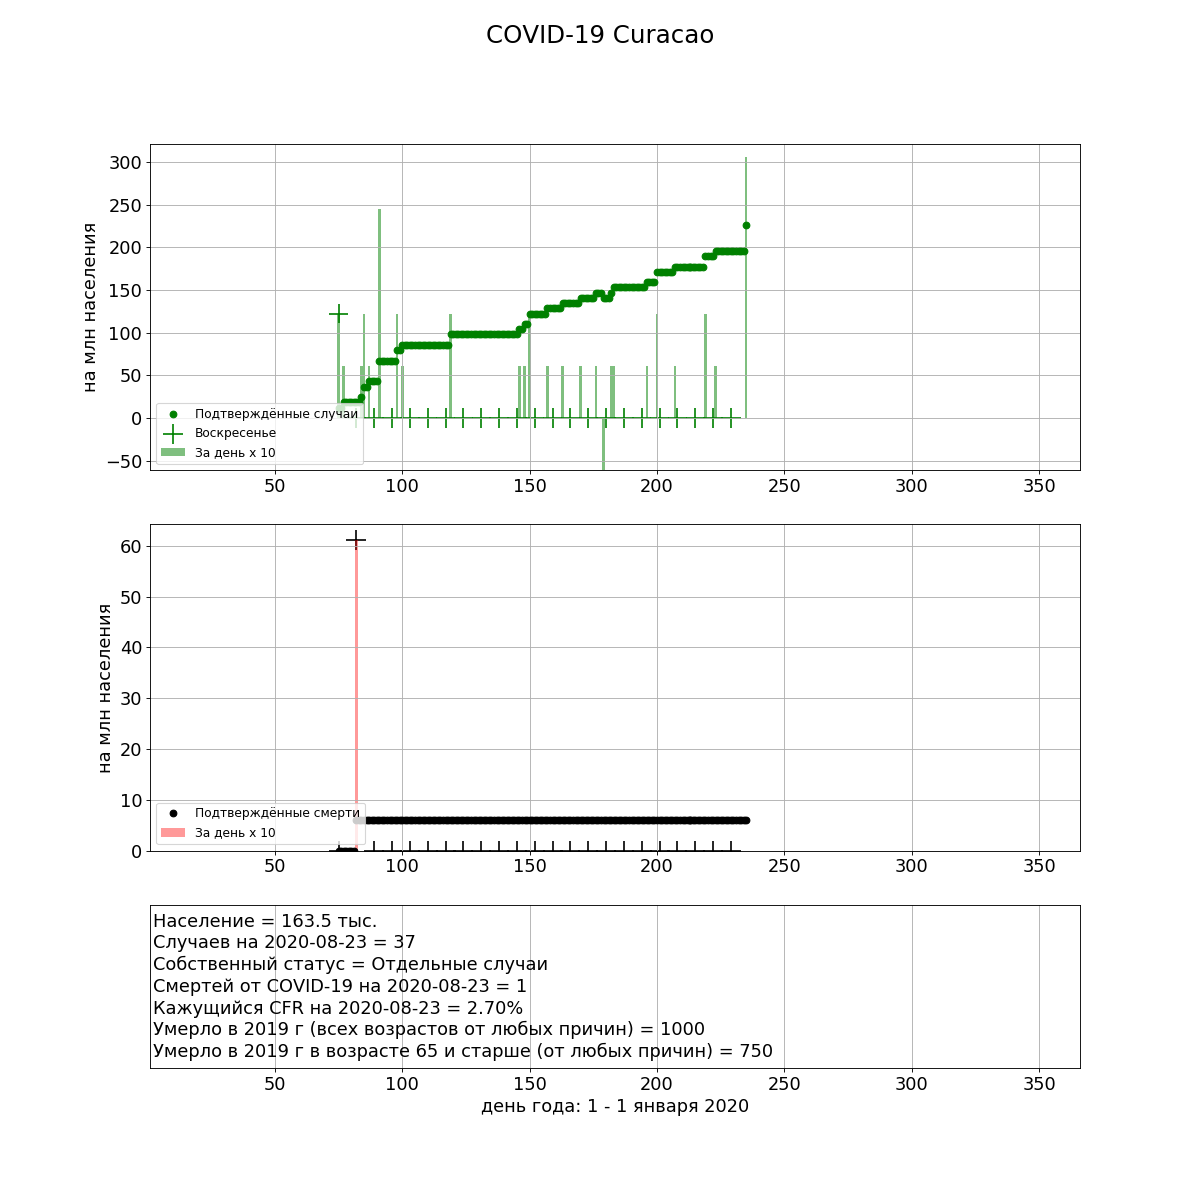 COVID-19 Curacao
на млн населения
300
250
200
150
100
50
0
−50
Подтверждённые случаи
Воскресенье
За день x 10
50 100 150 200 250 300 350
на млн населения
60
50
40
30
20
10
0
Подтверждённые смерти
За день x 10
50 100 150 200 250 300 350
Население = 163.5 тыс.
Случаев на 2020-08-23 = 37
Собственный статус = Отдельные случаи
Смертей от COVID-19 на 2020-08-23 = 1
Кажущийся CFR на 2020-08-23 = 2.70%
Умерло в 2019 г (всех возрастов от любых причин) = 1000
Умерло в 2019 г в возрасте 65 и старше (от любых причин) = 750
50 100 150 200 250 300 350
день года: 1 - 1 января 2020